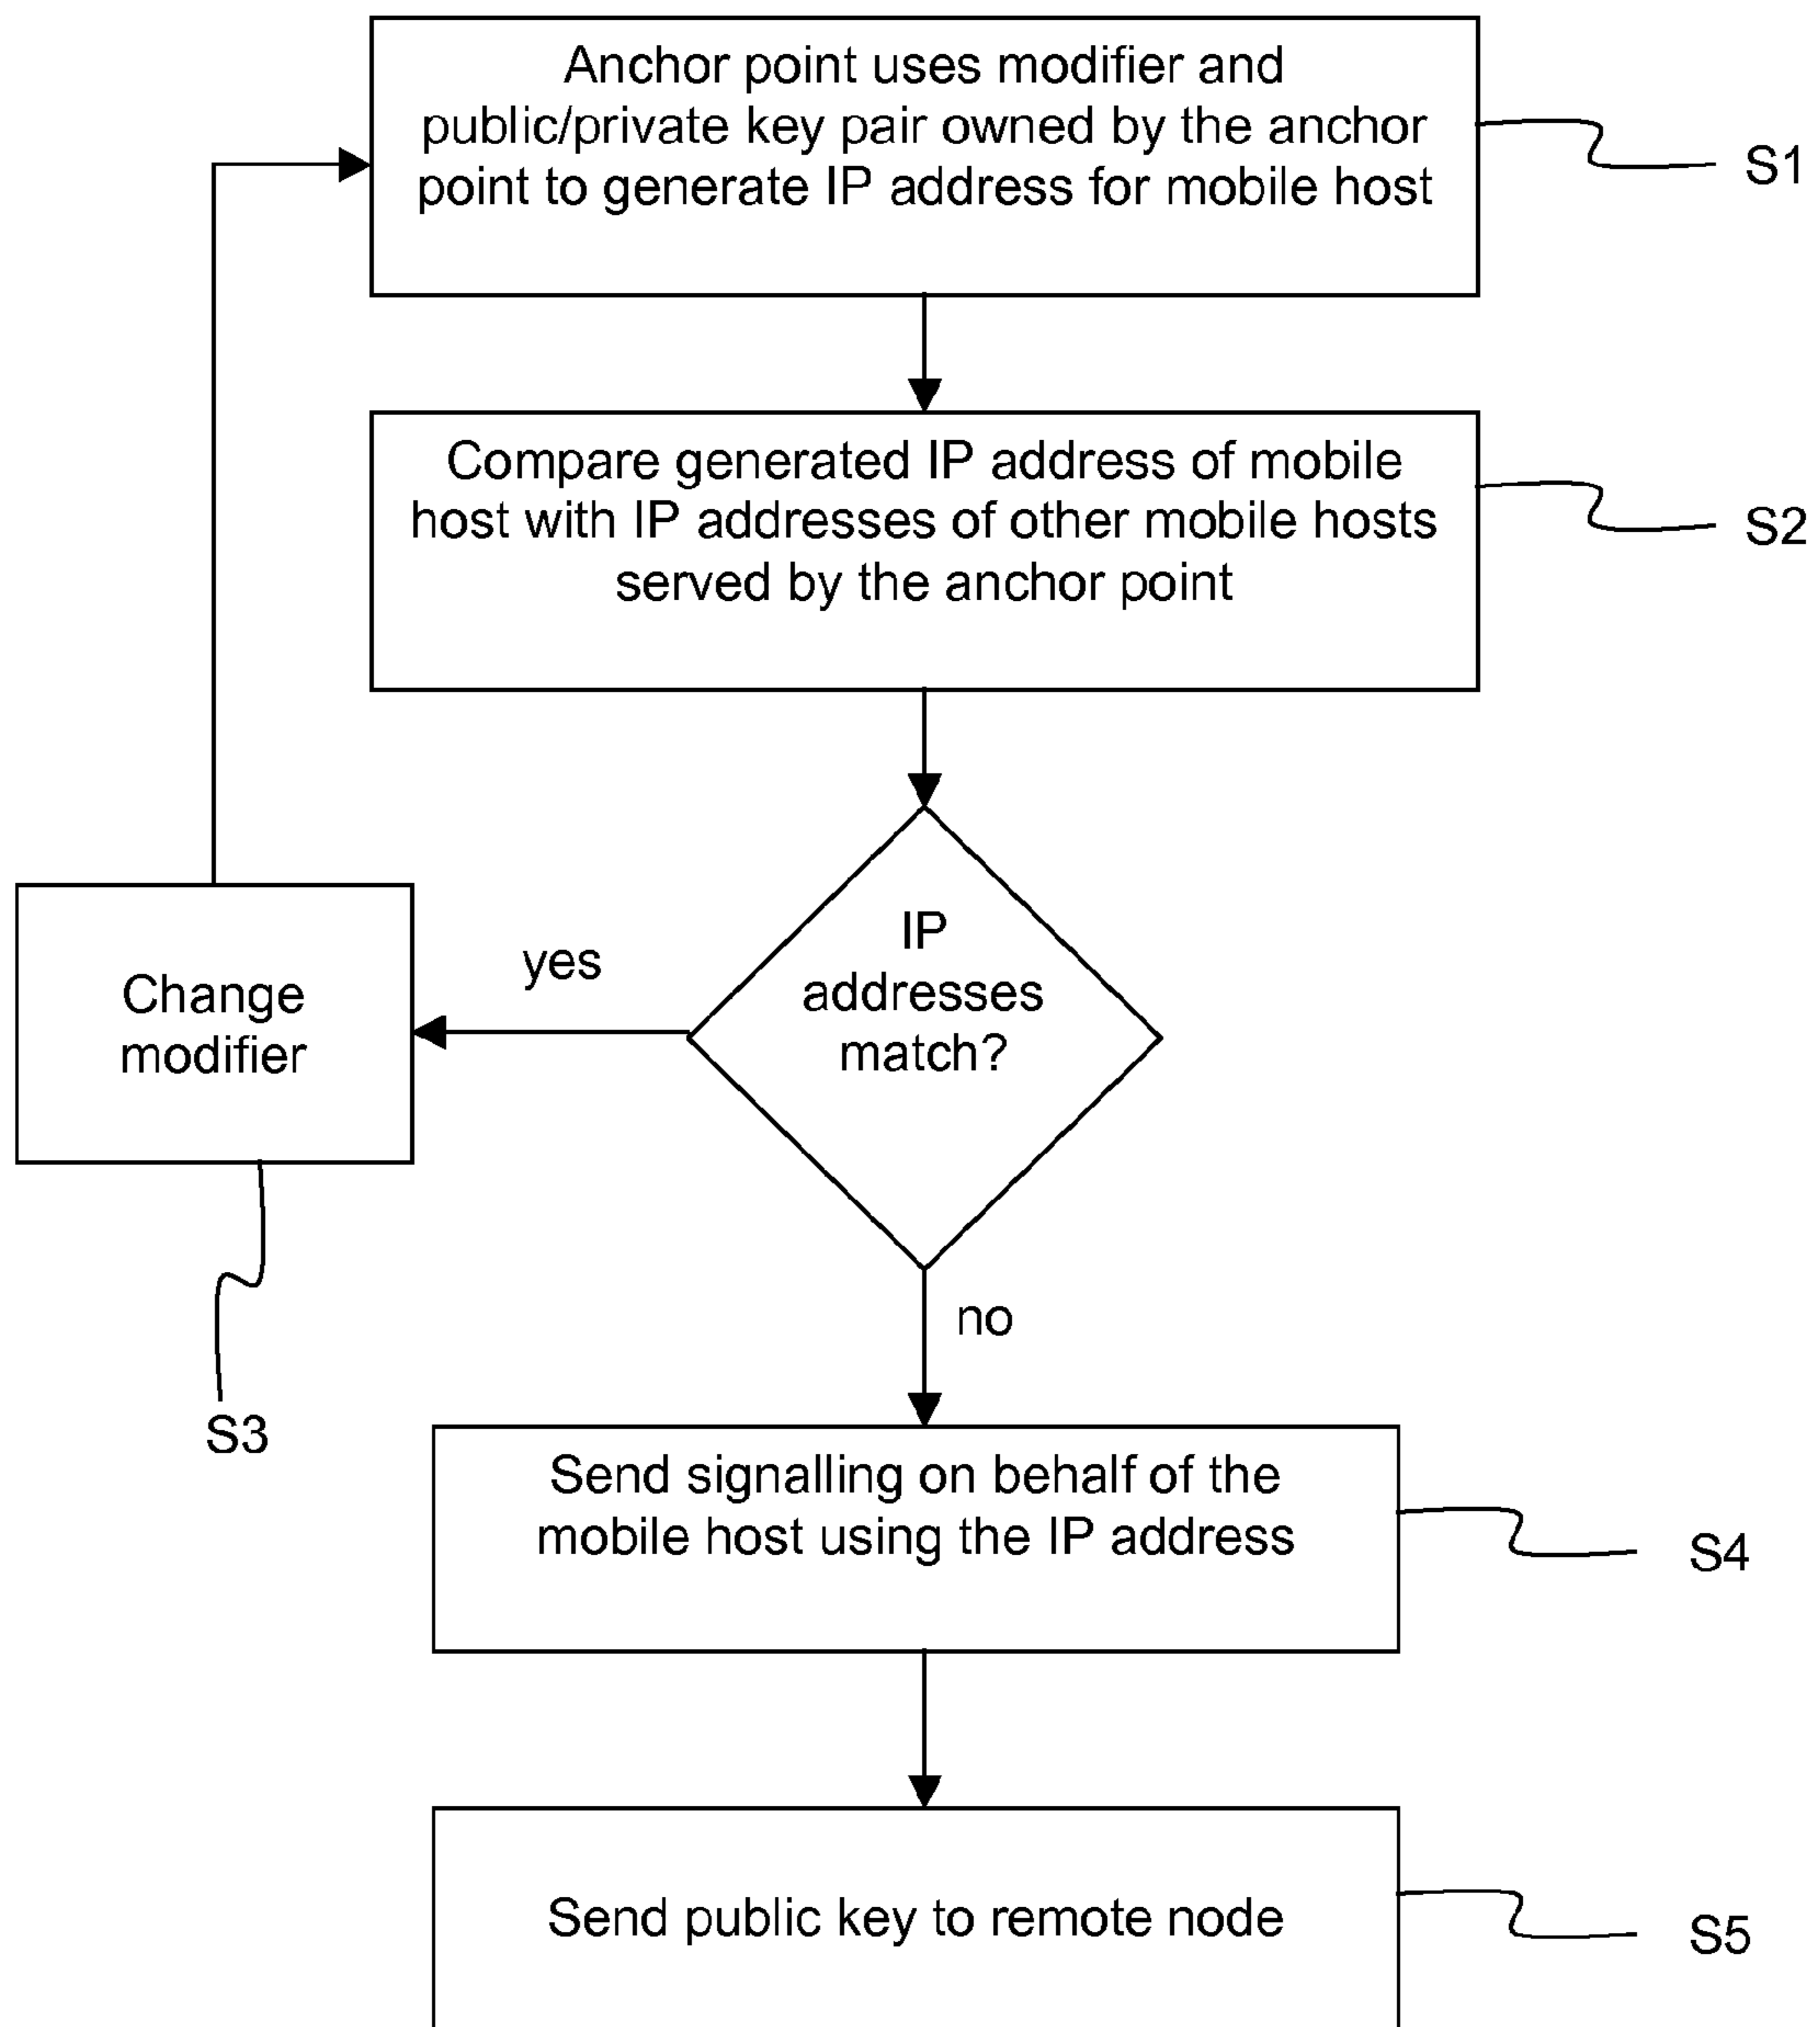 Anchor point uses modifier and
public/private key pair owned by the anchor
point to generate IP address for mobile host
S1
Compare generated IP address of mobile
host with IP addresses of other mobile hosts
served by the anchor point
S2
IP
addresses
match?
yes
Change
modifier
S3
no
Send signalling on behalf of the
mobile host using the IP address
S4
Send public key to remote node
S5